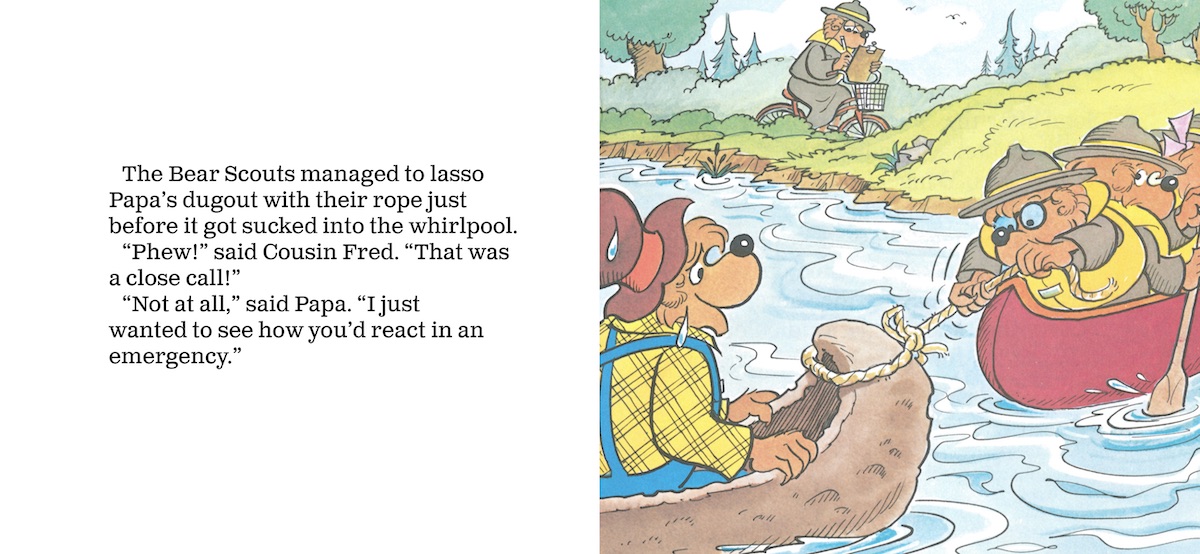 The Bear Scouts managed to lasso
Papa’s dugout with their rope just
before it got sucked into the whirlpool.
“Phew!” said Cousin Fred. “That was
a close call!”
“Not at all,” said Papa. “I just
wanted to see how you’d react in an
emergency.”